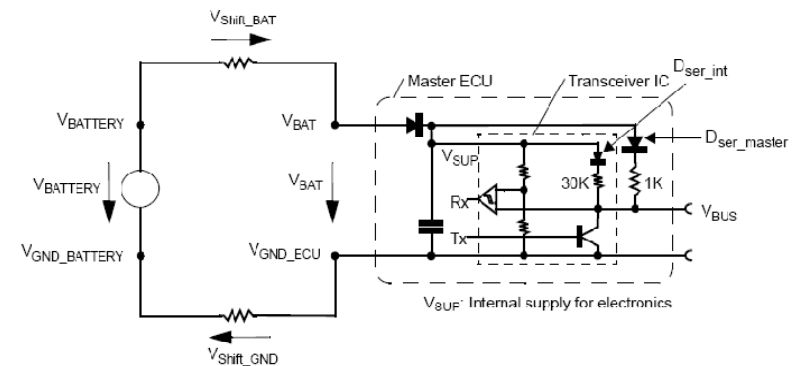 VShift_BAT
Dser_int
Master ECU
Transceiver IC
VBATTERY
VBAT
Dser_master
VSUP
VBATTERY
VBAT
30K
1K
Rx
VBUS
Tx
VGND_BATTERY
VGND_ECU
VSUP: Internal supply for electronics
VShift_GND